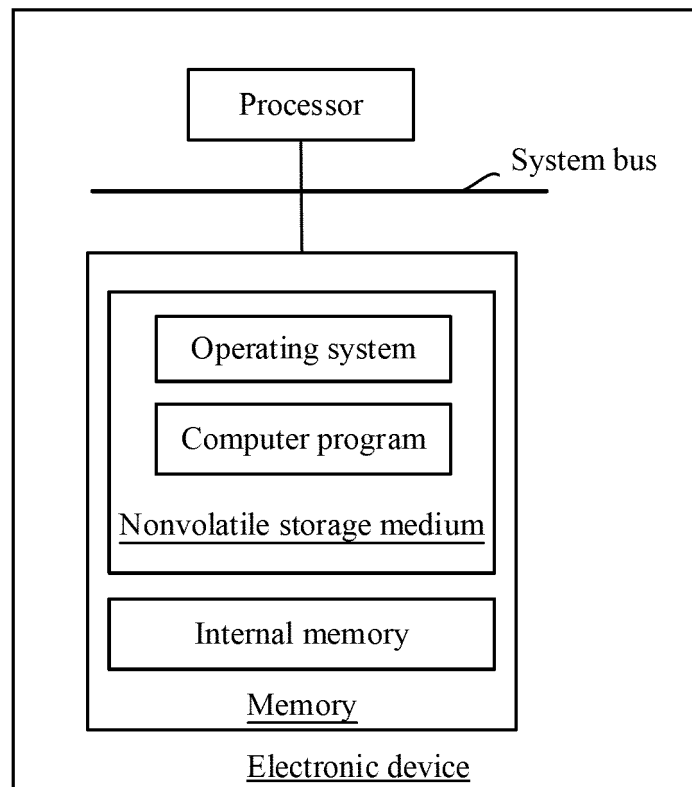 Processor
System bus
Operating system
Computer program
Nonvolatile storage medium
Internal memory
Memory
Electronic device